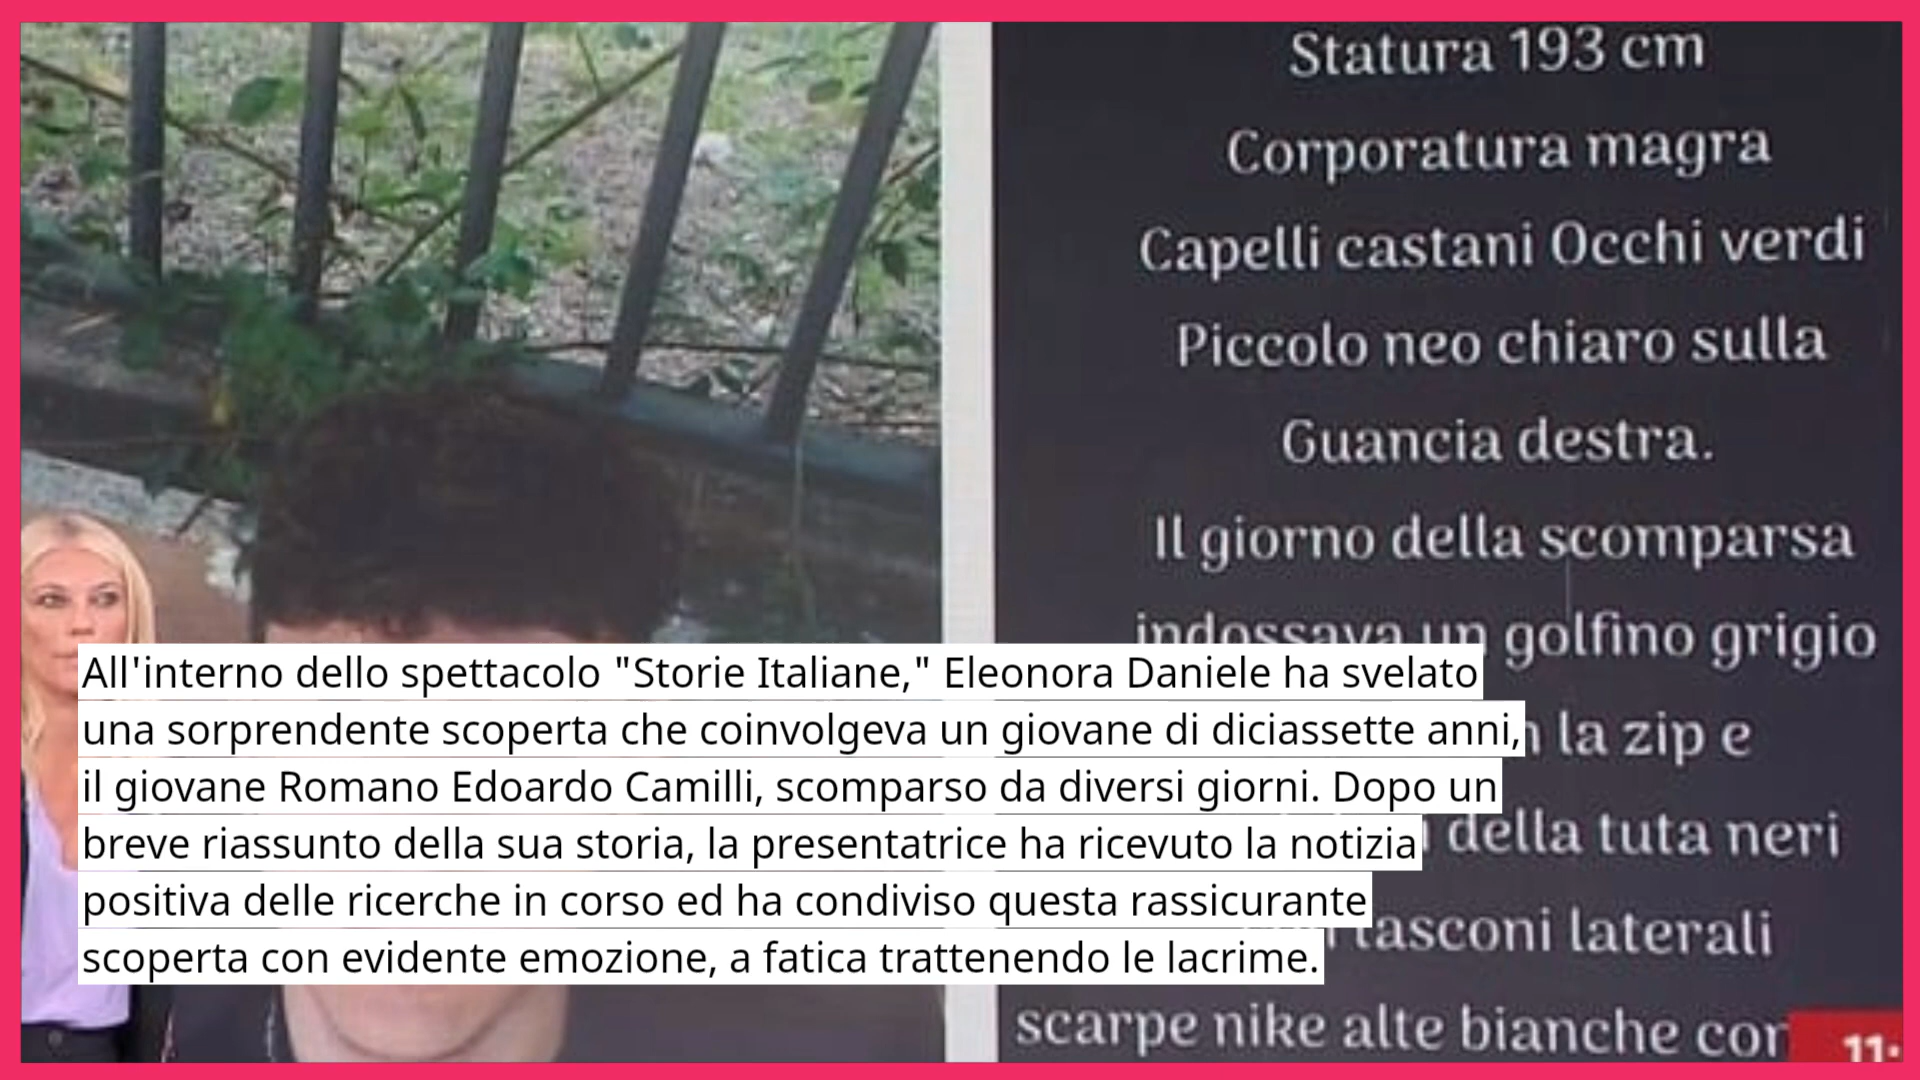 Statura 193 cm
Corporatura magra
Capelli castani Occhi verdi
Piccolo neo chiaro sulla
Guancia destra.
Il giorno della scomparsa
indossava un golfino grigio
la zip e
della tuta neri
tasconi laterali
scarpe nike alte bianche con
11:
All'interno dello spettacolo "Storie Italiane," Eleonora Daniele ha svelato
una sorprendente scoperta che coinvolgeva un giovane di diciassette anni,
il giovane Romano Edoardo Camilli, scomparso da diversi giorni. Dopo un
breve riassunto della sua storia, la presentatrice ha ricevuto la notizia
positiva delle ricerche in corso ed ha condiviso questa rassicurante
scoperta con evidente emozione, a fatica trattenendo le lacrime.